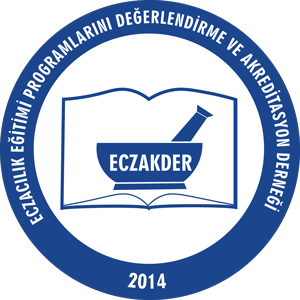 ECZACILIK EĞİTİMİ PROGRAMLARINI DEĞERLENDİRME VE AKREDİTASYON DERNEĞİ
ECZAKDER
2014